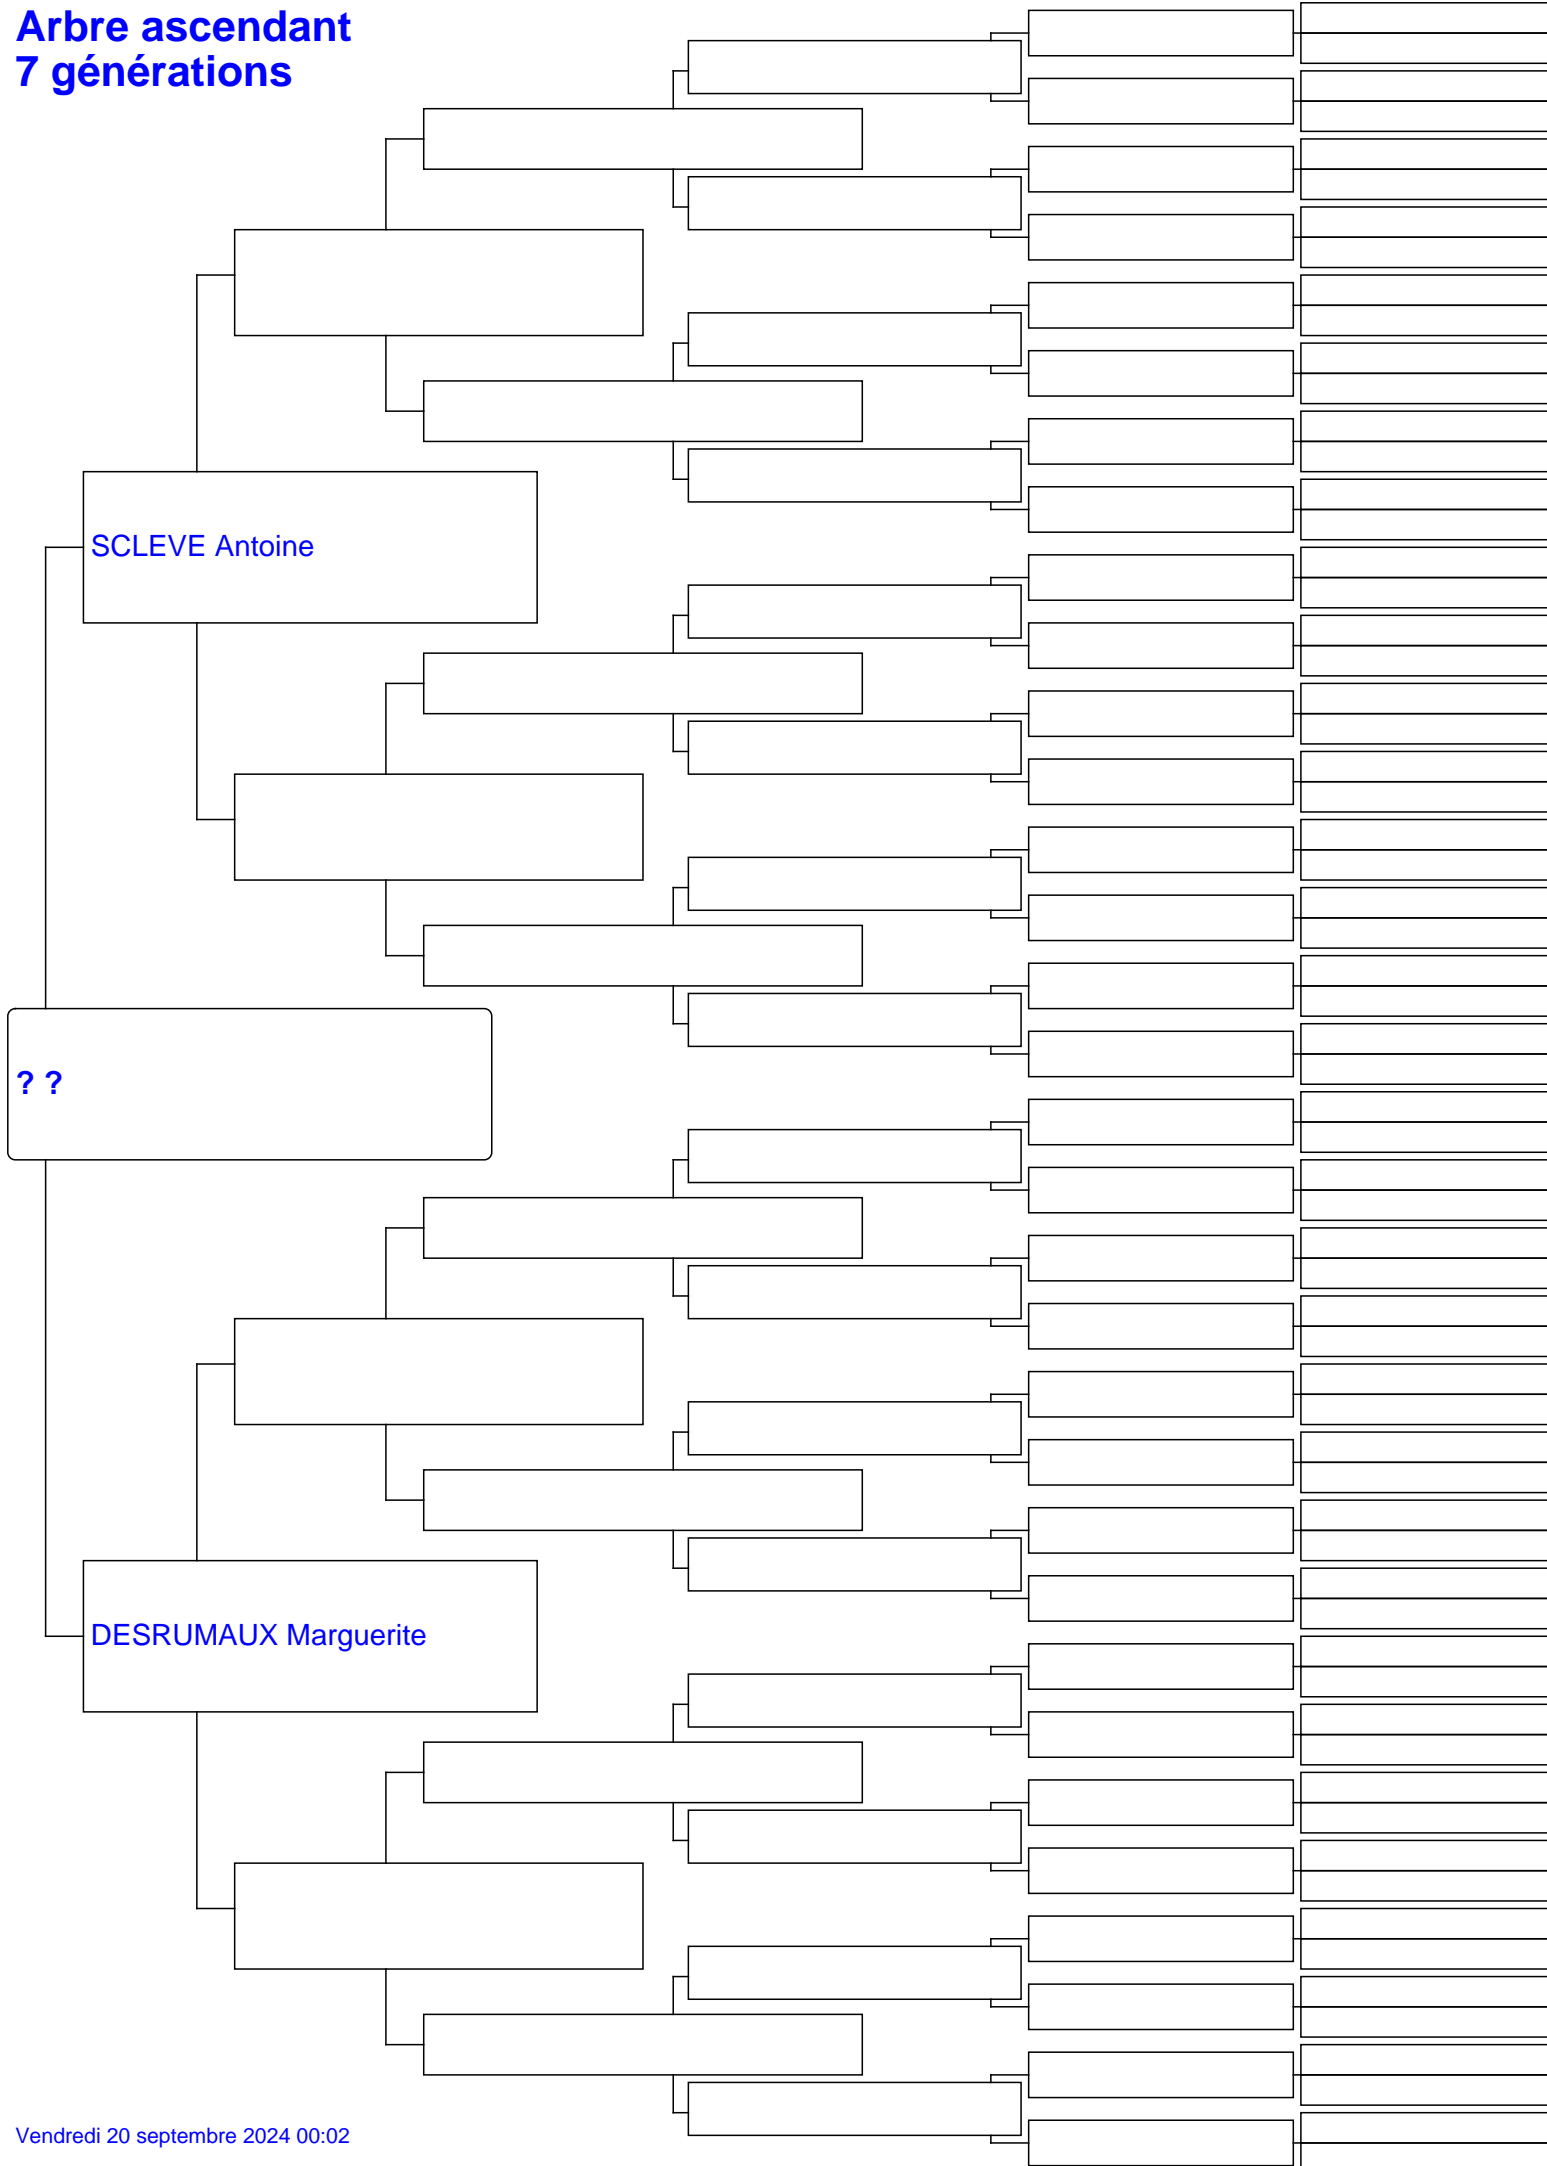 Arbre ascendant
7 générations
SCLEVE Antoine
? ?
DESRUMAUX Marguerite
Vendredi 20 septembre 2024 00:02